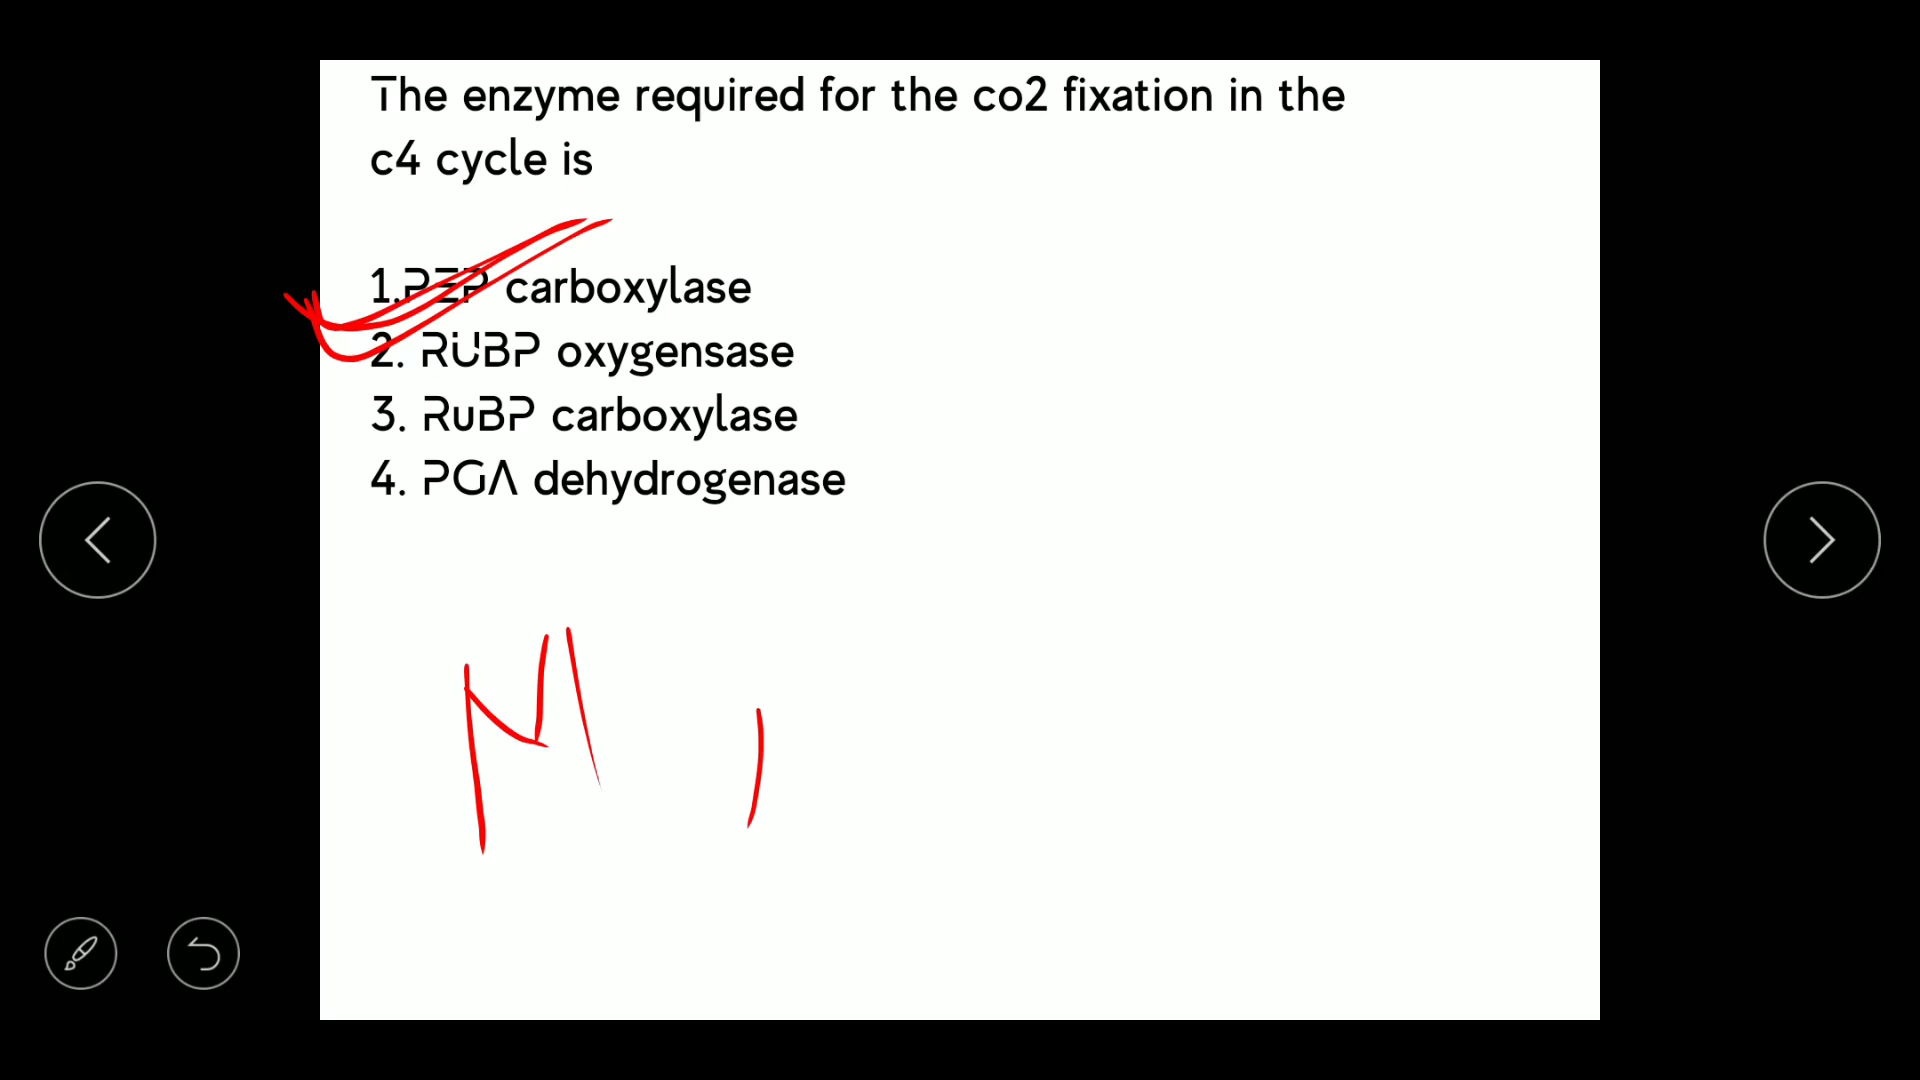 The enzyme required for the co2 fixation in the
c4 cycle is
1.PEP carboxylase
2. RUBP oxygensase
3. RuBP carboxylase
4. PGA dehydrogenase
M